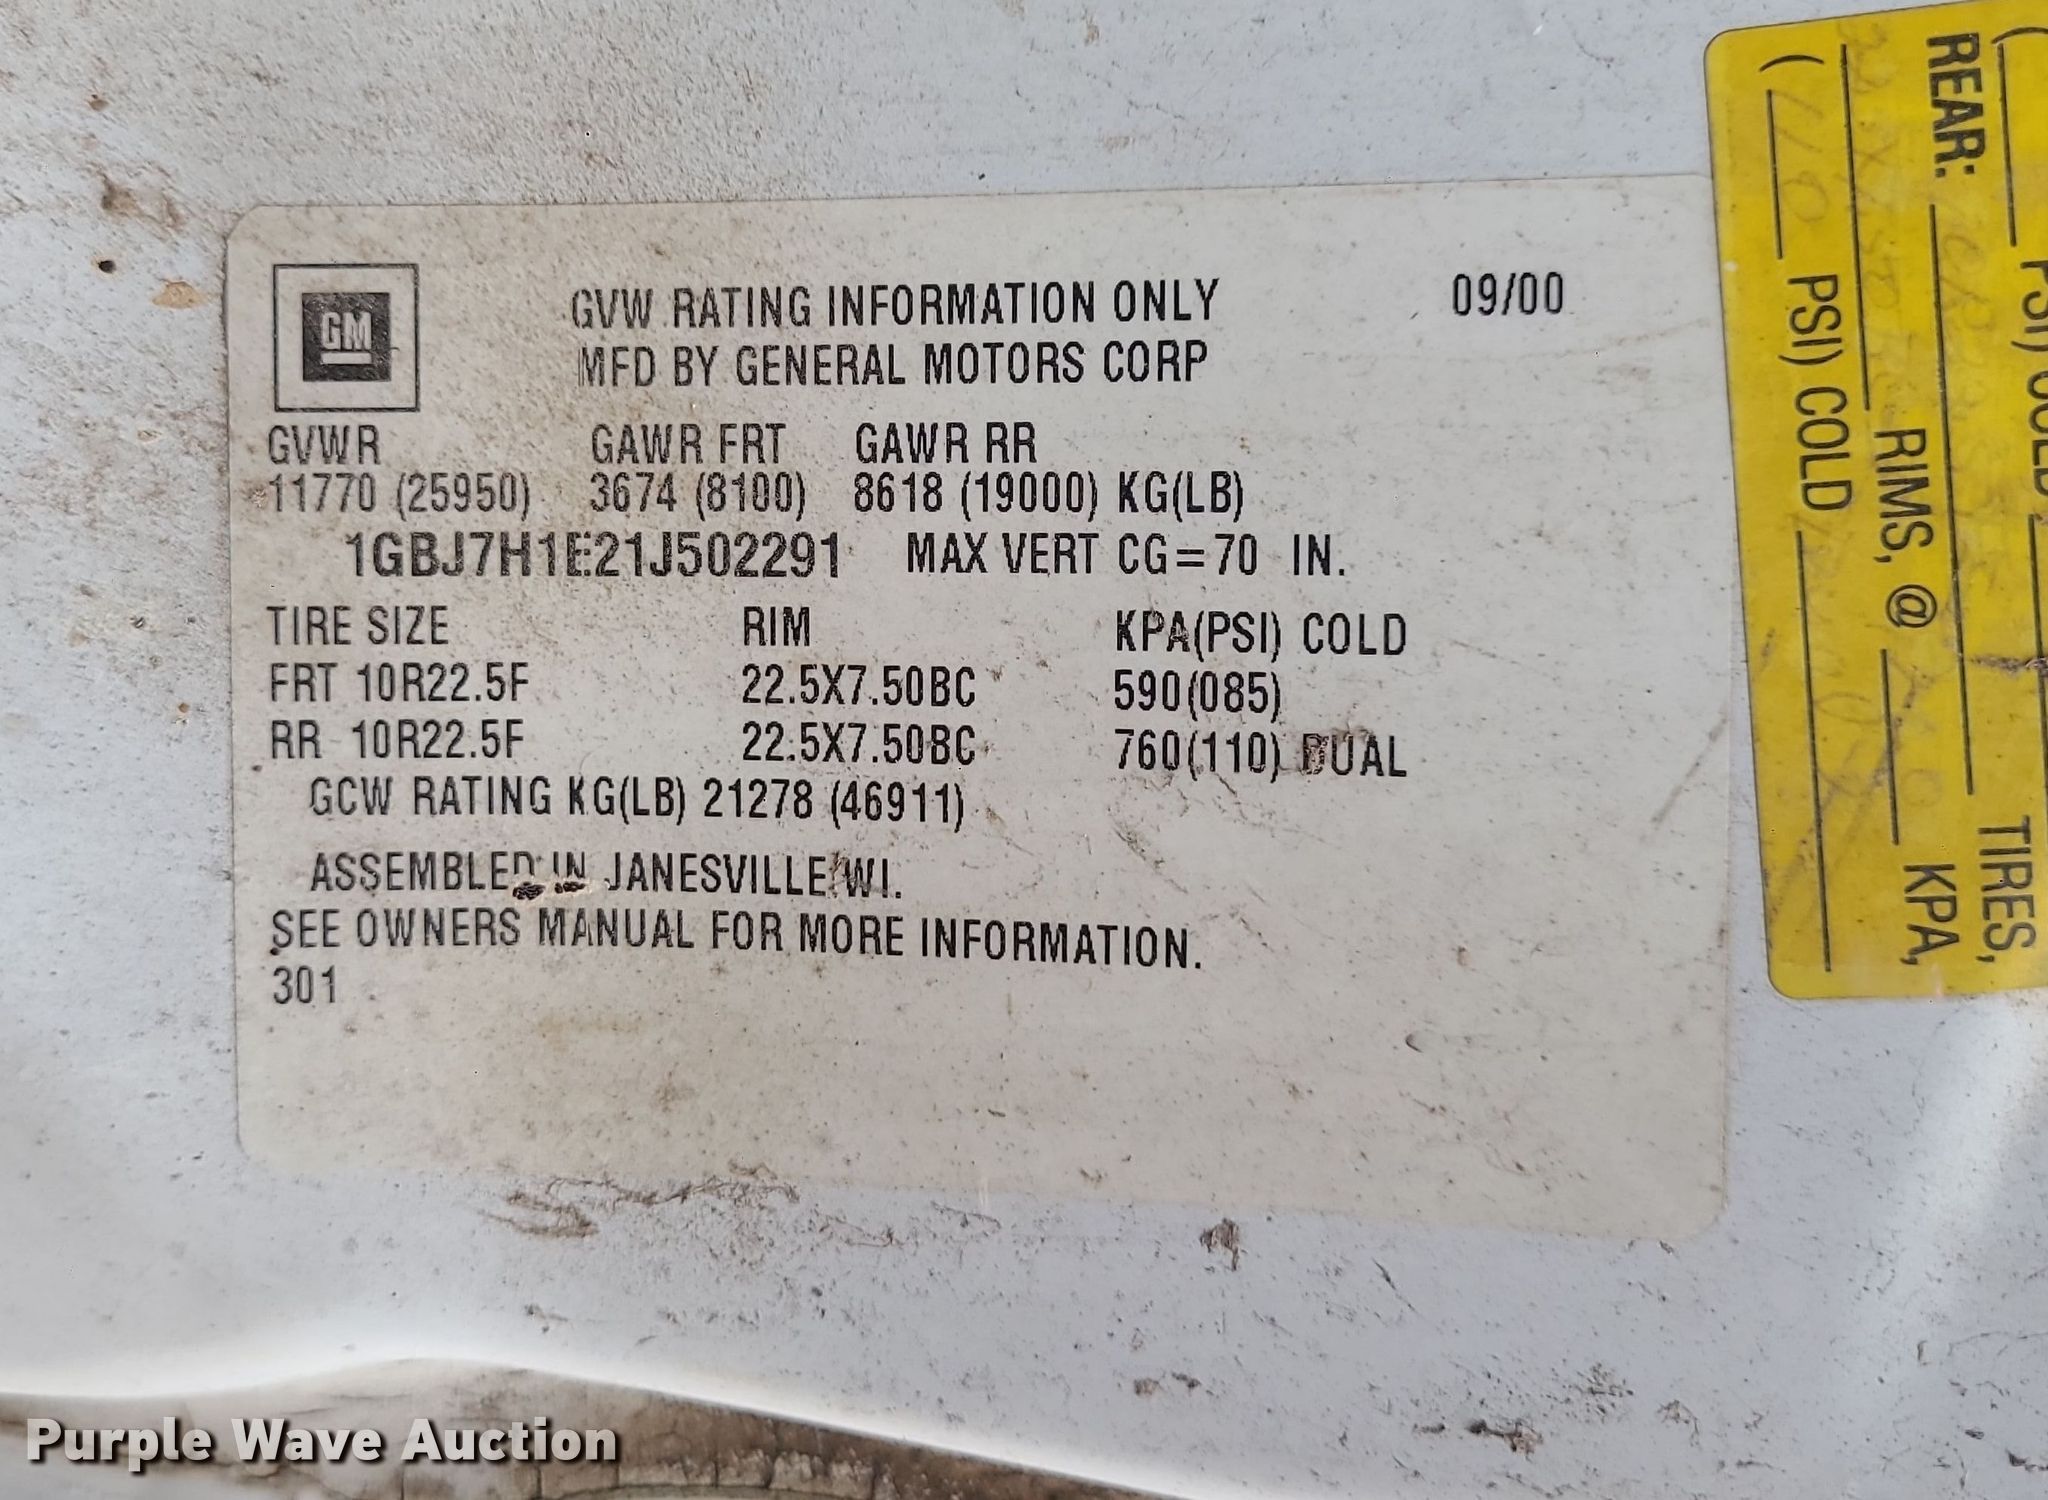 GM
GVW RATING INFORMATION ONLY 09/00
MFD BY GENERAL MOTORS CORP
GVWR GAWR FRT GAWR RR
11770 (25950) 3674 (8100) 8618 (19000) KG(LB)
1GBJ7H1E21J502291 MAX VERT CG=70 IN.
TIRE SIZE RIM KPA(PSI) COLD
FRT 10R22.5F 22.5X7.50BC 590(085)
RR 10R22.5F 22.5X7.50BC 760(110) DUAL
GCW RATING KG(LB) 21278 (46911)
ASSEMBLED IN JANESVILLE WI.
SEE OWNERS MANUAL FOR MORE INFORMATION.
301
( PSI) COLD
REAR: TIRES,
RIMS, @ KPA,
(110 PSI) COLD
Purple Wave Auction